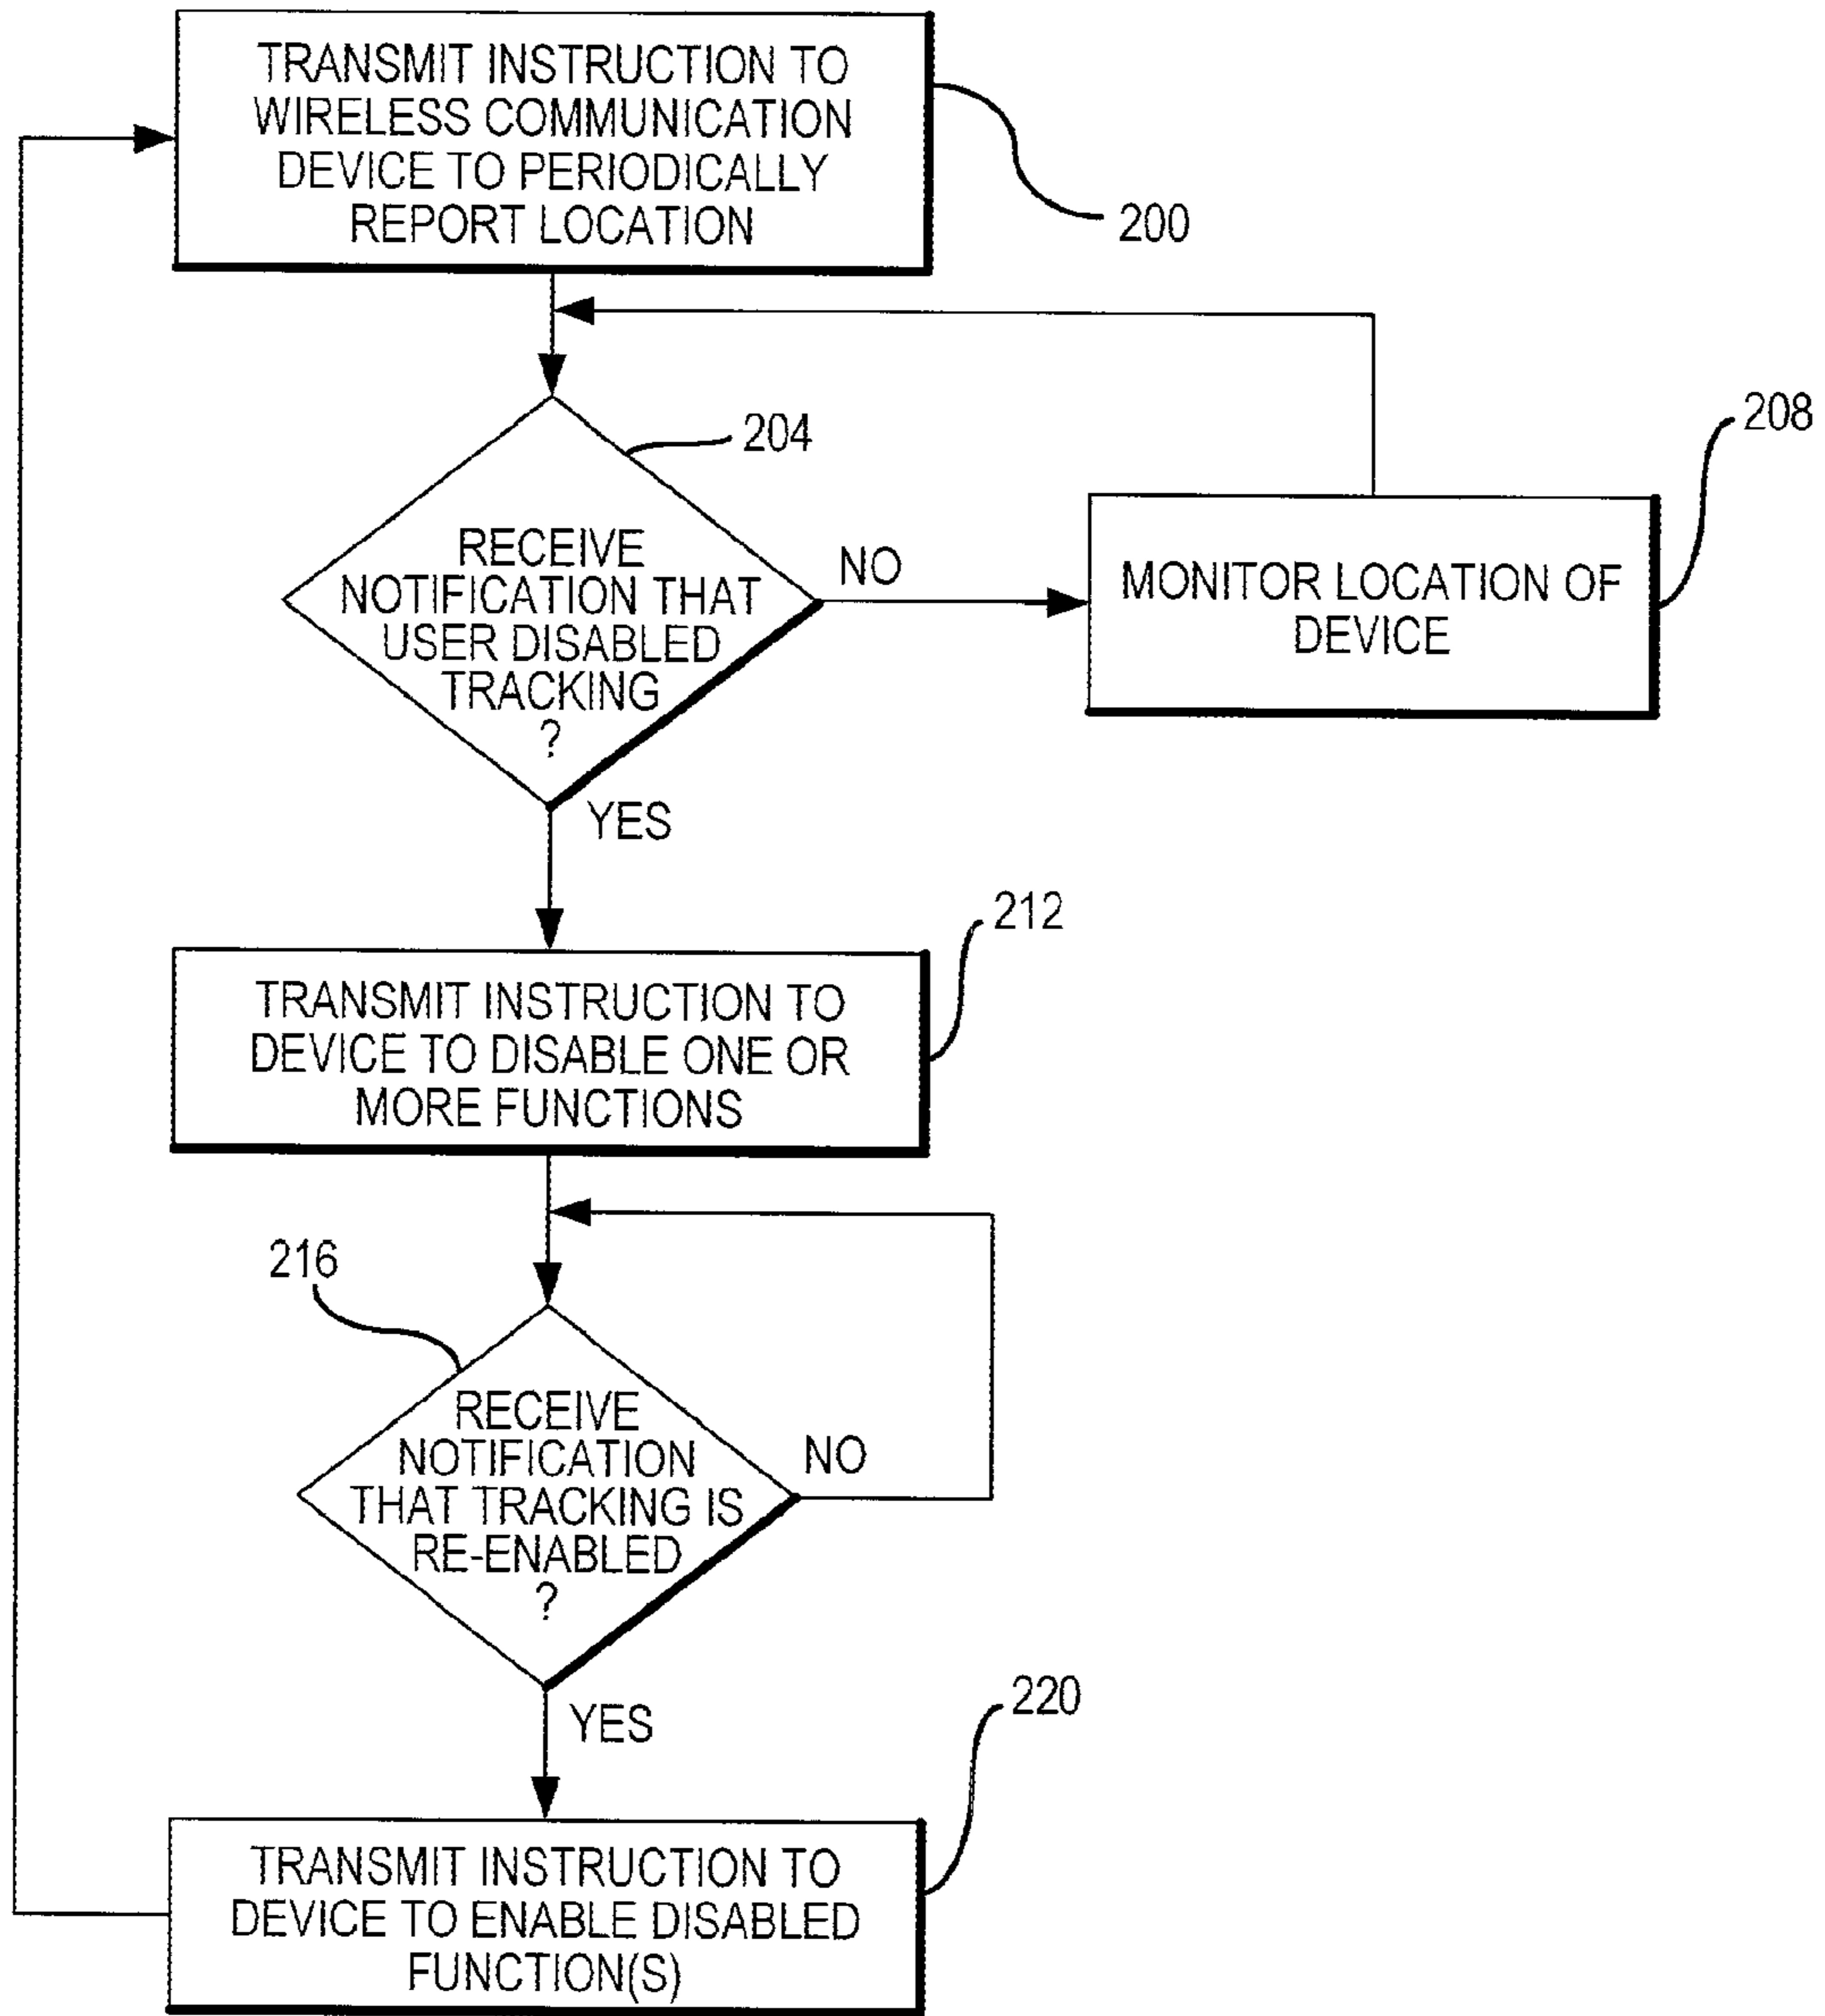 TRANSMIT INSTRUCTION TO
WIRELESS COMMUNICATION
DEVICE TO PERIODICALLY
REPORT LOCATION
200
204
RECEIVE
NOTIFICATION THAT
USER DISABLED
TRACKING
?
NO
208
MONITOR LOCATION OF
DEVICE
YES
212
TRANSMIT INSTRUCTION TO
DEVICE TO DISABLE ONE OR
MORE FUNCTIONS
216
RECEIVE
NOTIFICATION
THAT TRACKING IS
RE-ENABLED
?
NO
YES
220
TRANSMIT INSTRUCTION TO
DEVICE TO ENABLE DISABLED
FUNCTION(S)